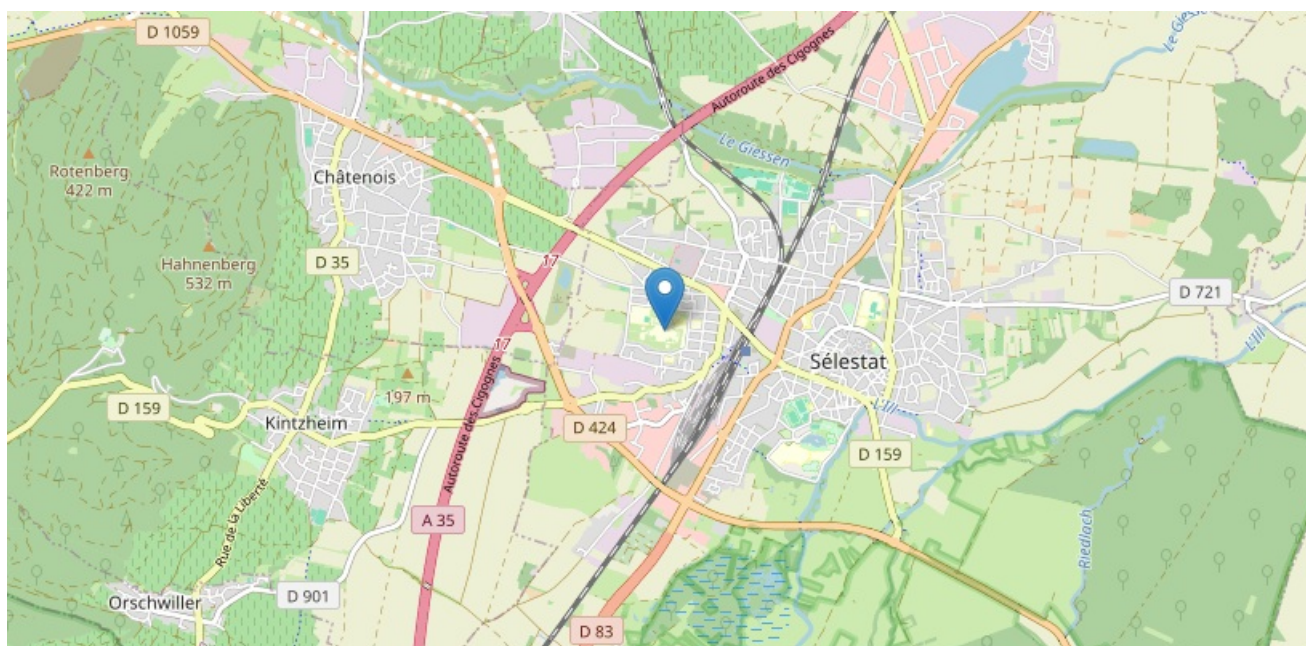 D 1059
Autoroute des Cigognes
Le Giessen
Le Giessen
Rotenberg
422 m
Châtenois
Hahnenberg
532 m
D 35
17
D 721
17
Sélestat
L'Ill
197 m
D 159
Kintzheim
Autoroute des Cigognes
D 424
L'Ill
D 159
Rue de la Liberté
A 35
Riedlach
Orschwiller
D 901
D 83